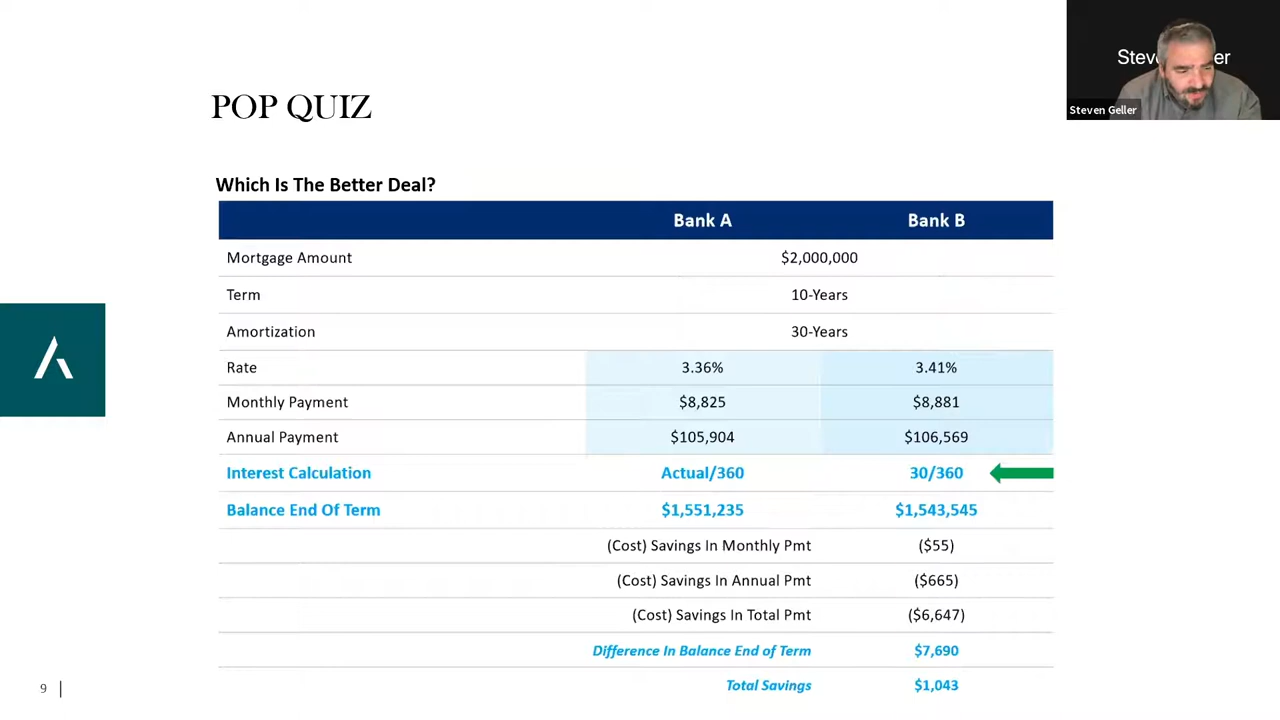 Steven Geller
Steven Geller
POP QUIZ
Which Is The Better Deal?
Bank A Bank B
Mortgage Amount $2,000,000
Term 10-Years
Amortization 30-Years
Rate 3.36% 3.41%
Monthly Payment $8,825 $8,881
Annual Payment $105,904 $106,569
Interest Calculation Actual/360 30/360
Balance End Of Term $1,551,235 $1,543,545
(Cost) Savings In Monthly Pmt ($55)
(Cost) Savings In Annual Pmt ($665)
(Cost) Savings In Total Pmt ($6,647)
Difference In Balance End of Term $7,690
Total Savings $1,043
9